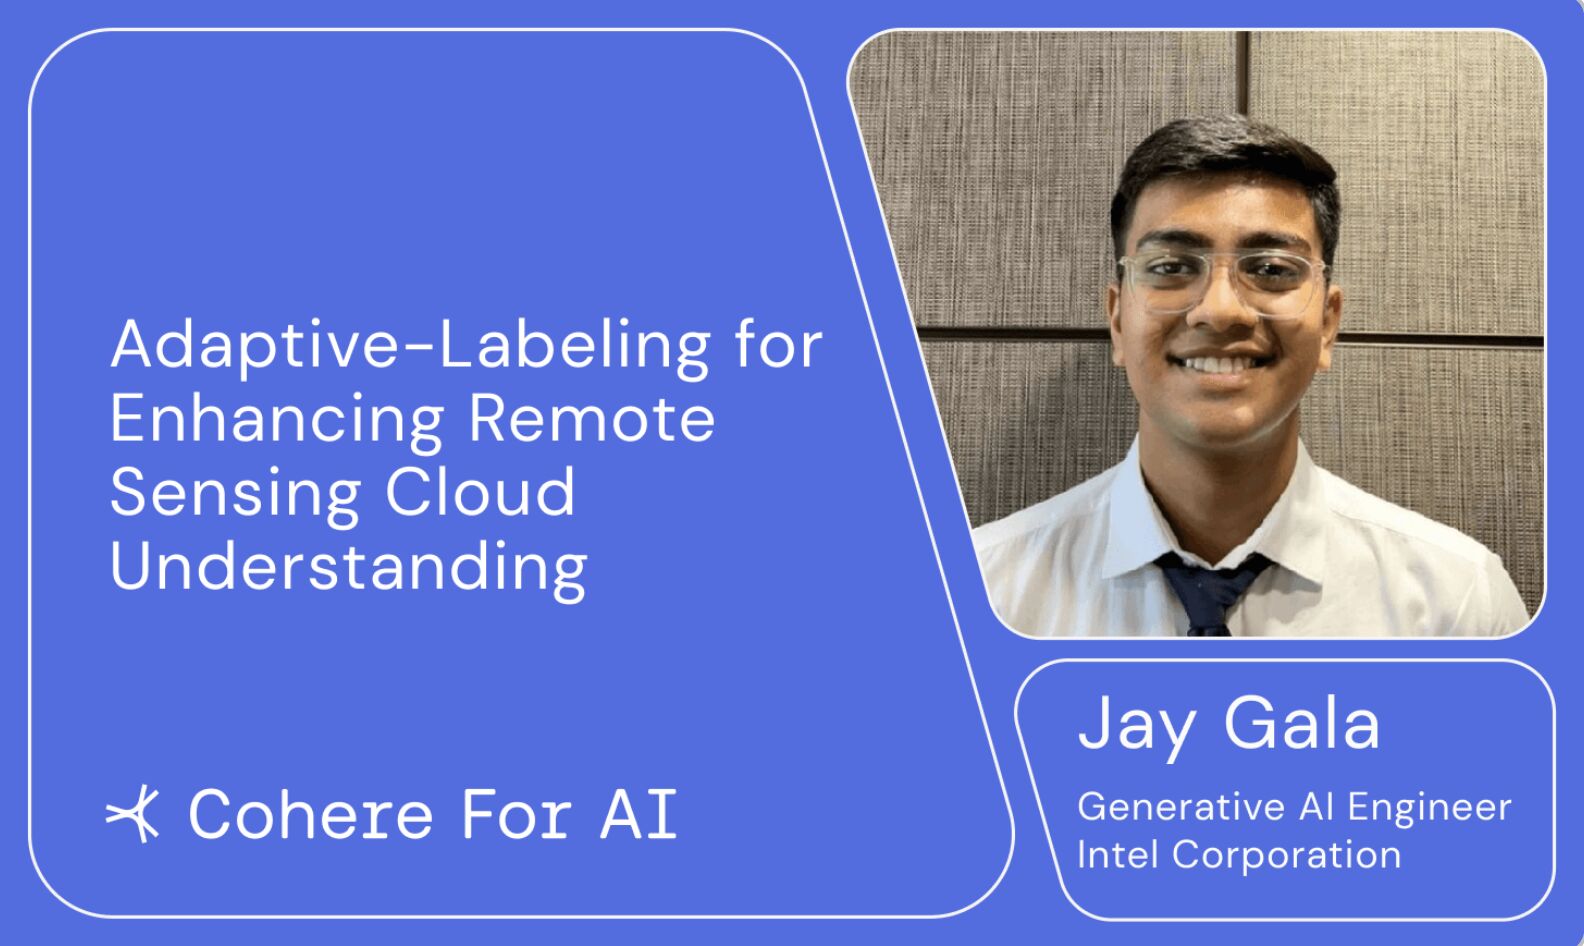 Adaptive-Labeling for
Enhancing Remote
Sensing Cloud
Understanding
Cohere For AI
Jay Gala
Generative AI Engineer
Intel Corporation